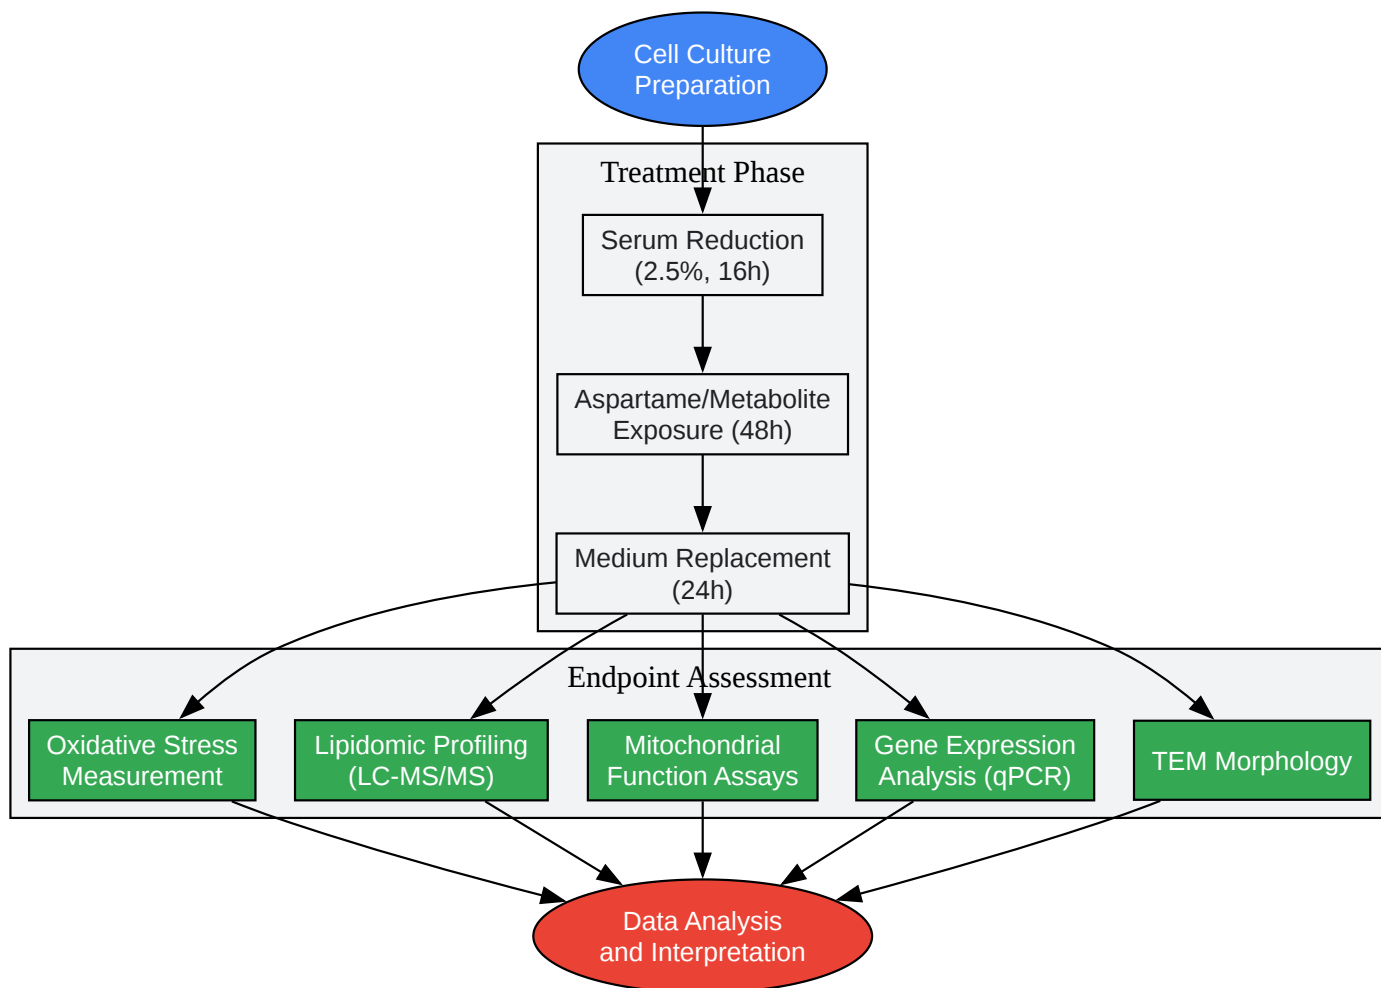 Cell Culture
Preparation
Treatment Phase
Serum Reduction
(2.5%, 16h)
Aspartame/Metabolite
Exposure (48h)
Medium Replacement
(24h)
Endpoint Assessment
Oxidative Stress
Measurement
Lipidomic Profiling
(LC-MS/MS)
Mitochondrial
Function Assays
Gene Expression
Analysis (qPCR)
TEM Morphology
Data Analysis
and Interpretation